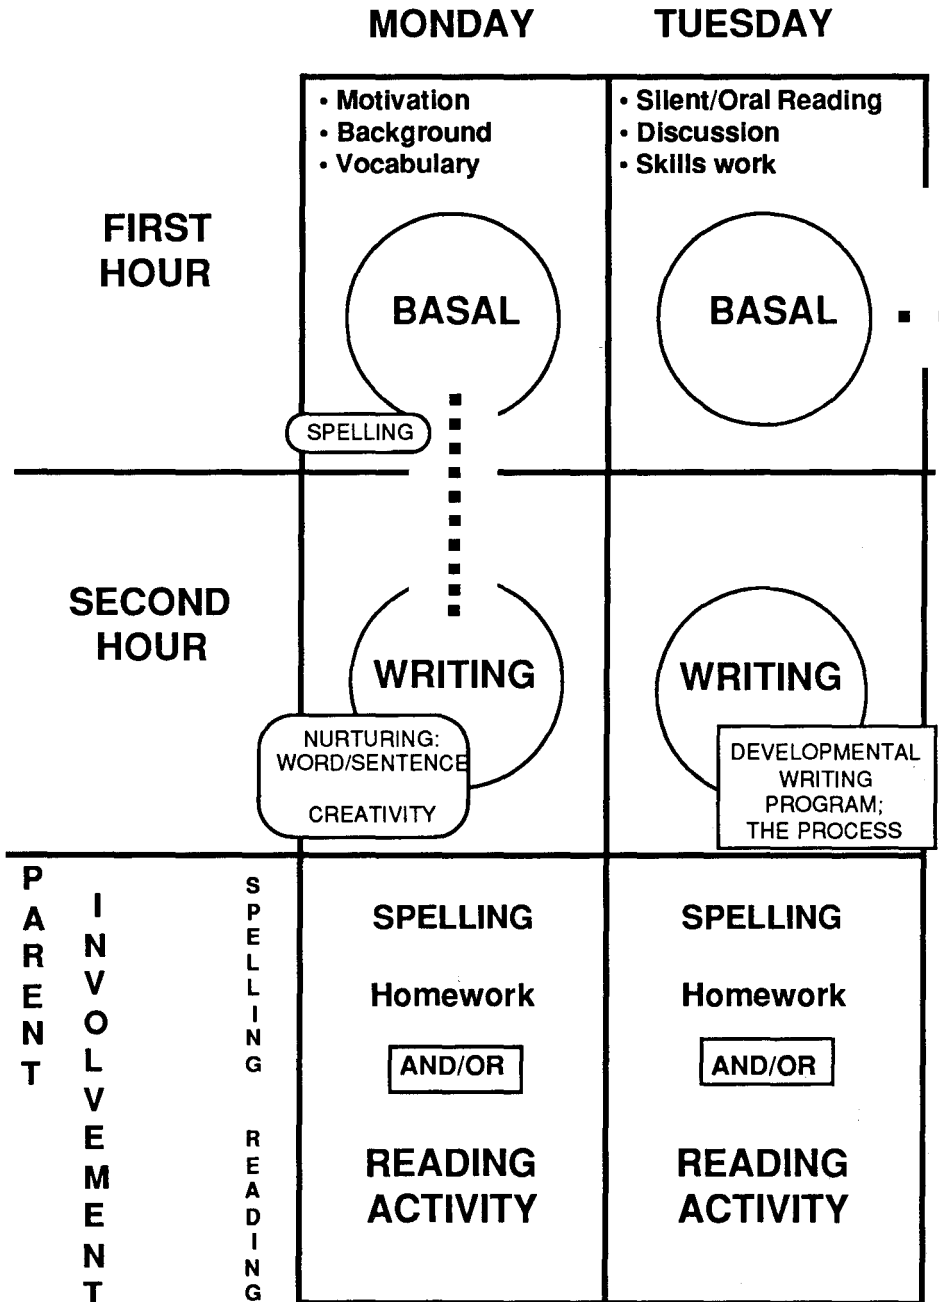 MONDAY
TUESDAY
• Motivation
• Background
• Vocabulary
• Silent/Oral Reading
• Discussion
• Skills work
FIRST
HOUR
BASAL
BASAL
SPELLING
SECOND
HOUR
WRITING
WRITING
NURTURING:
WORD/SENTENCE
CREATIVITY
DEVELOPMENTAL
WRITING
PROGRAM;
THE PROCESS
PARENT
INVOLVEMENT
SPELLING
READING
SPELLING
Homework
AND/OR
READING
ACTIVITY
SPELLING
Homework
AND/OR
READING
ACTIVITY